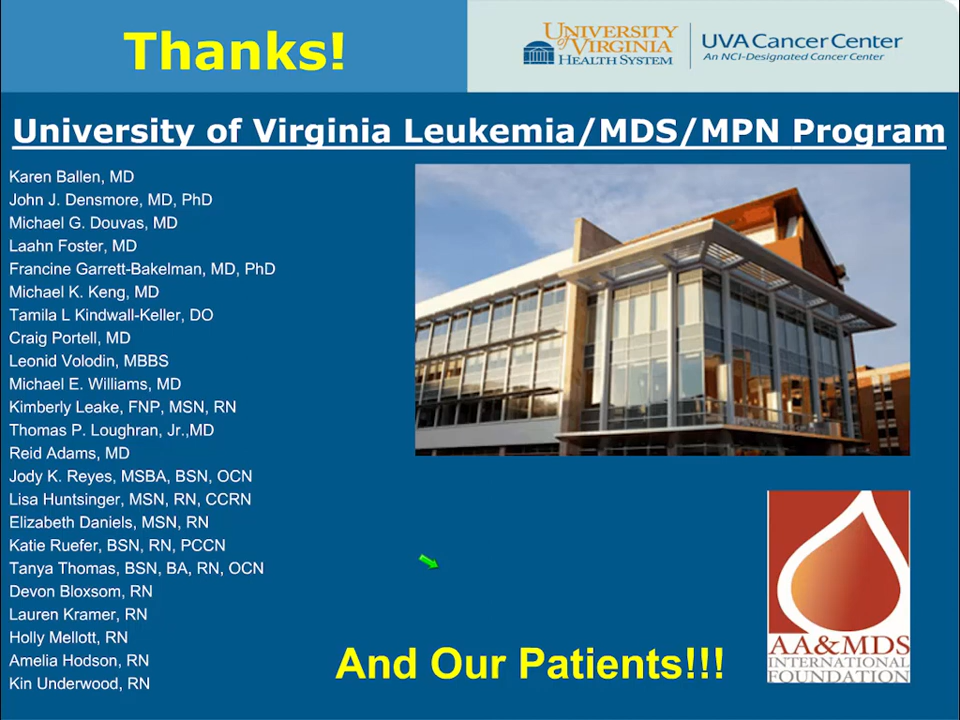 Thanks!
UNIVERSITY
of VIRGINIA
HEALTH SYSTEM
UVA Cancer Center
An NCI-Designated Cancer Center
University of Virginia Leukemia/MDS/MPN Program
Karen Ballen, MD
John J. Densmore, MD, PhD
Michael G. Douvas, MD
Laahn Foster, MD
Francine Garrett-Bakelman, MD, PhD
Michael K. Keng, MD
Tamila L Kindwall-Keller, DO
Craig Portell, MD
Leonid Volodin, MBBS
Michael E. Williams, MD
Kimberly Leake, FNP, MSN, RN
Thomas P. Loughran, Jr.,MD
Reid Adams, MD
Jody K. Reyes, MSBA, BSN, OCN
Lisa Huntsinger, MSN, RN, CCRN
Elizabeth Daniels, MSN, RN
Katie Ruefer, BSN, RN, PCCN
Tanya Thomas, BSN, BA, RN, OCN
Devon Bloxsom, RN
Lauren Kramer, RN
Holly Mellott, RN
Amelia Hodson, RN
Kin Underwood, RN
And Our Patients!!!
AA&MDS
INTERNATIONAL
FOUNDATION